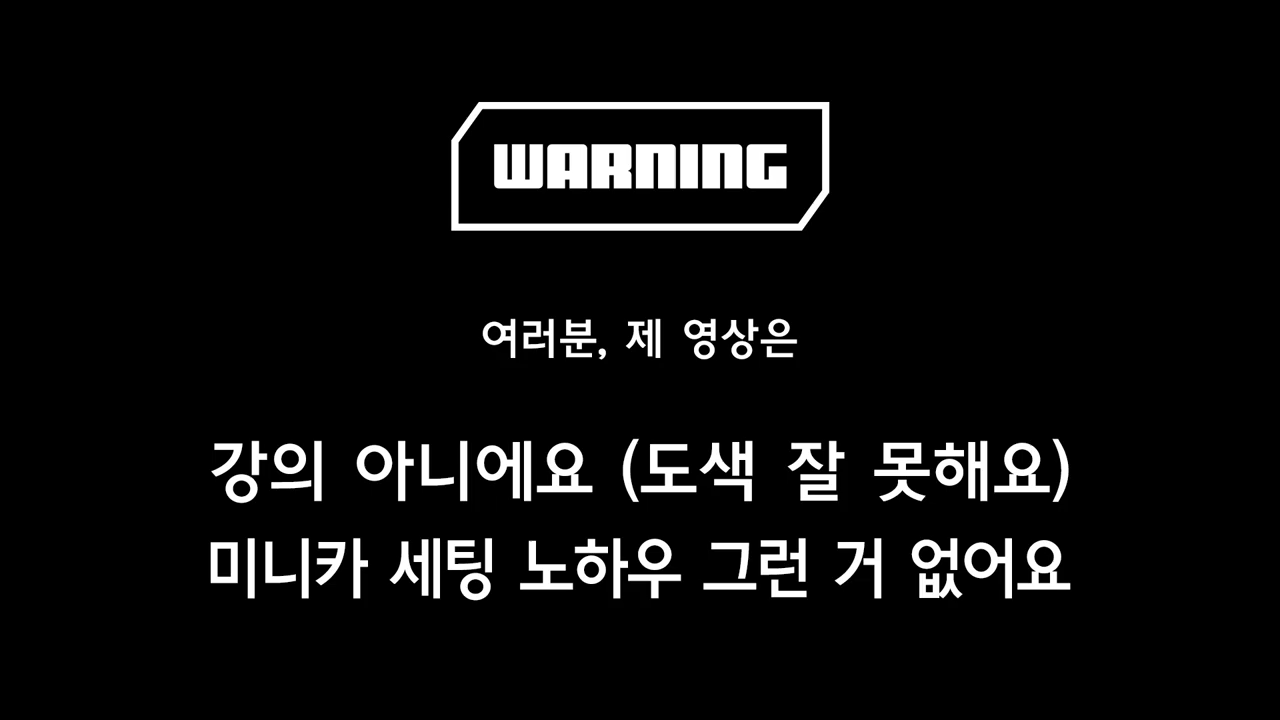 WARNING
여러분, 제 영상은
강의 아니에요 (도색 잘 못해요)
미니카 세팅 노하우 그런 거 없어요